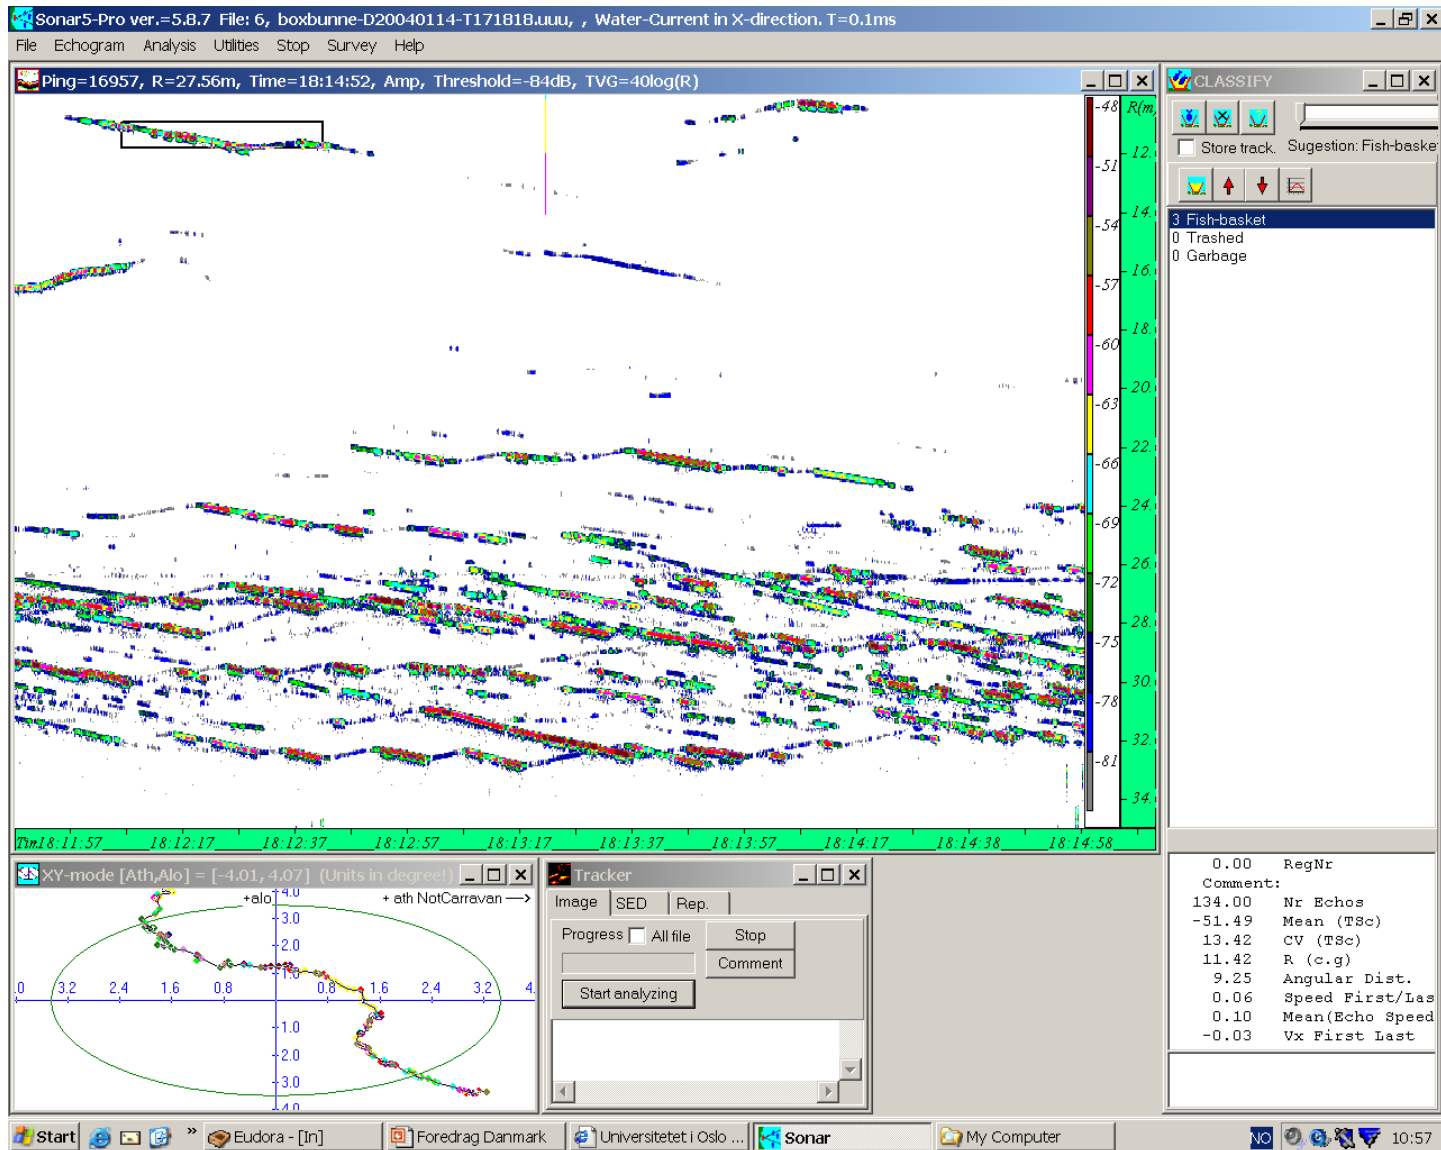 Sonar5-Pro ver.=5.8.7 File: 6, boxbunne-D20040114-T171818.uuu, , Water-Current in X-direction. T=0.1ms
File Echogram Analysis Utilities Stop Survey Help
Ping=16957, R=27.56m, Time=18:14:52, Amp, Threshold=-84dB, TVG=40log(R)
-48 R(m,
-51 12.
-54 14.
-57 16.
-60 18.
-63 20.
-66 22.
-69 24.
-72 26.
-75 28.
-78 30.
-81 32.
34.
Tim18:11:57 18:12:17 18:12:37 18:12:57 18:13:17 18:13:37 18:13:57 18:14:17 18:14:38 18:14:58
CLASSIFY
Store track. Sugestion: Fish-basket
3 Fish-basket
0 Trashed
0 Garbage
0.00 RegNr
Comment:
134.00 Nr Echos
-51.49 Mean (TSc)
13.42 CV (TSc)
11.42 R (c.g)
9.25 Angular Dist.
0.06 Speed First/Las
0.10 Mean(Echo Speed
-0.03 Vx First Last
XY-mode [Ath,Alo] = [-4.01, 4.07] (Units in degree!)
+alo 4.0 + ath NotCarravan -->
3.0
2.0
1.0
.0 3.2 2.4 1.6 0.8 0.8 1.6 2.4 3.2 4.
-1.0
-2.0
-3.0
-4.0
Tracker
Image SED Rep.
Progress All file Stop
Comment
Start analyzing
Start » Eudora - [In] Foredrag Danmark Universitetet i Oslo ... Sonar My Computer NO 10:57